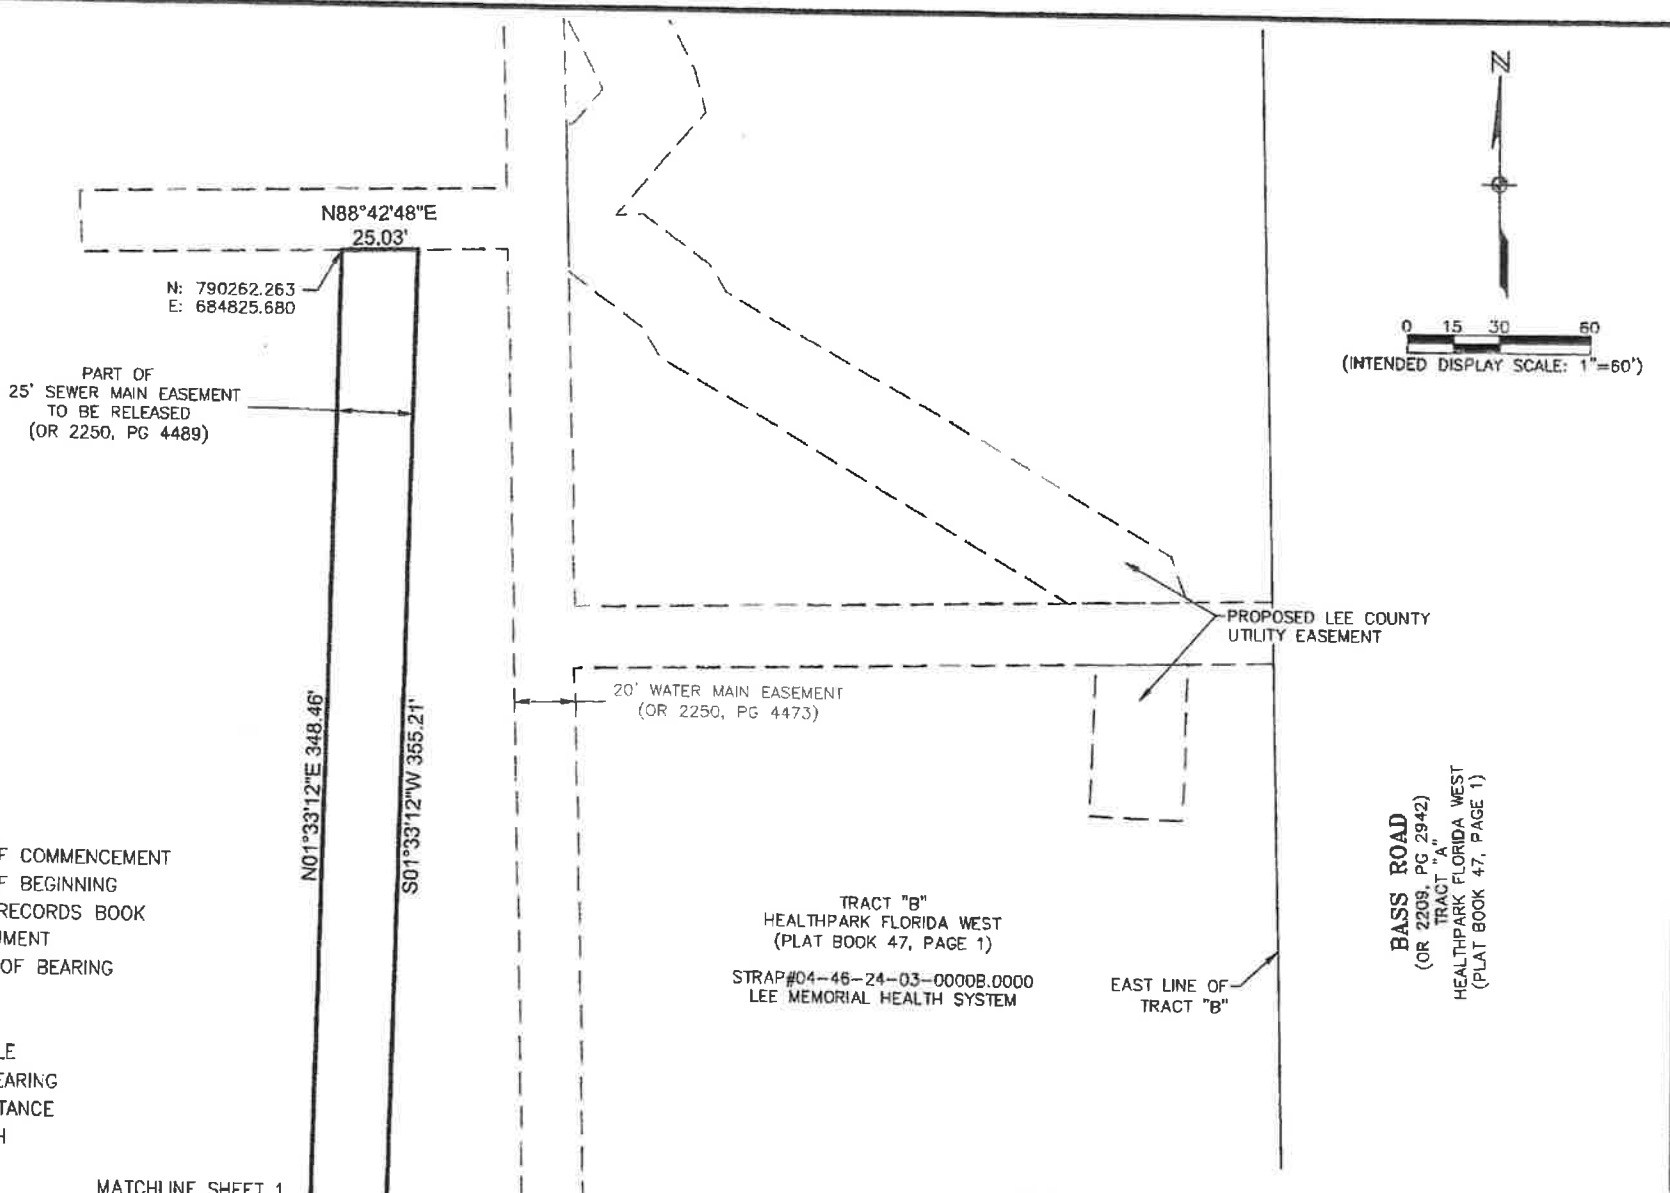 N
0 15 30 60
(INTENDED DISPLAY SCALE: 1"=60')
N88°42'48"E
25.03'
N: 790262.263
E: 684825.680
PART OF
25' SEWER MAIN EASEMENT
TO BE RELEASED
(OR 2250, PG 4489)
PROPOSED LEE COUNTY
UTILITY EASEMENT
20' WATER MAIN EASEMENT
(OR 2250, PG 4473)
N01°33'12"E 348.46'
S01°33'12"W 355.21'
F COMMENCEMENT
F BEGINNING
RECORDS BOOK
UMENT
OF BEARING
LE
EARING
TANCE
H
TRACT "B"
HEALTHPARK FLORIDA WEST
(PLAT BOOK 47, PAGE 1)
STRAP#04-46-24-03-0000B.0000
LEE MEMORIAL HEALTH SYSTEM
EAST LINE OF
TRACT "B"
BASS ROAD
(OR 2209, PG 2942)
TRACT "A"
HEALTHPARK FLORIDA WEST
(PLAT BOOK 47, PAGE 1)
MATCHLINE SHEET 1